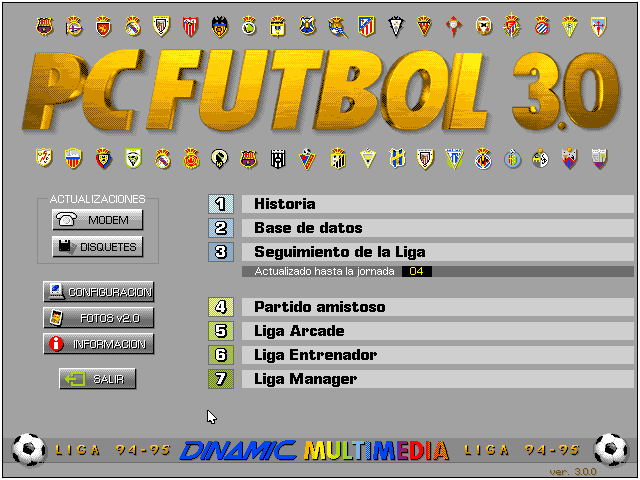 PC FUTBOL 3.0
ACTUALIZACIONES
MODEM
DISQUETES
CONFIGURACION
FOTOS v2.0
INFORMACION
SALIR
1 Historia
2 Base de datos
3 Seguimiento de la Liga
Actualizado hasta la jornada 04
4 Partido amistoso
5 Liga Arcade
6 Liga Entrenador
7 Liga Manager
LIGA 94-95 DINAMIC MULTIMEDIA LIGA 94-95
ver. 3.0.0